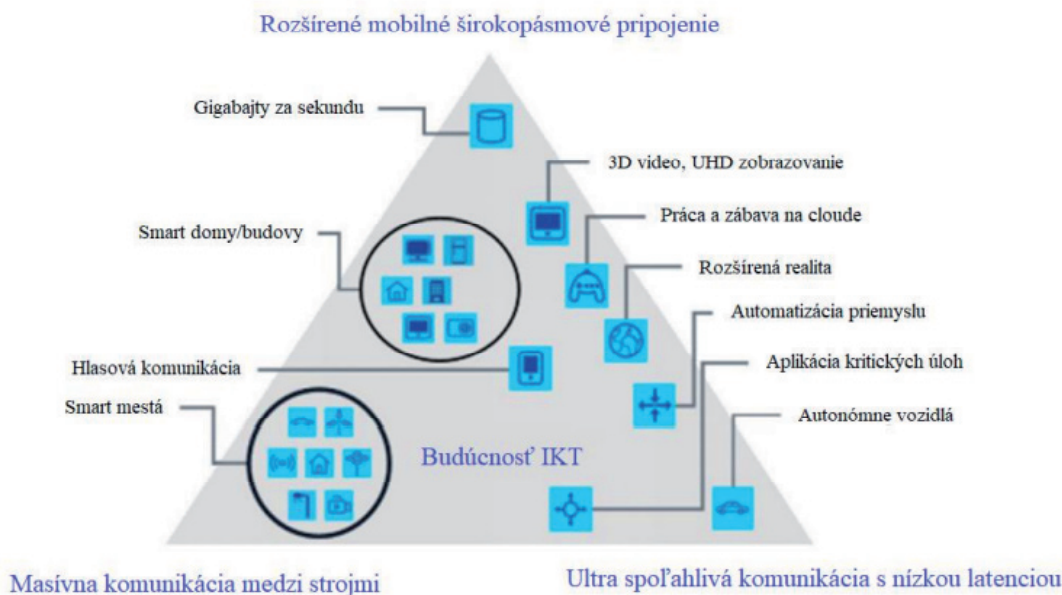 Rozšírené mobilné širokopásmové pripojenie
Gigabajty za sekundu
3D video, UHD zobrazovanie
Práca a zábava na cloude
Smart domy/budovy
Rozšírená realita
Automatizácia priemyslu
Aplikácia kritických úloh
Hlasová komunikácia
Smart mestá
Autonómne vozidlá
Budúcnosť IKT
Masívna komunikácia medzi strojmi
Ultra spoľahlivá komunikácia s nízkou latenciou